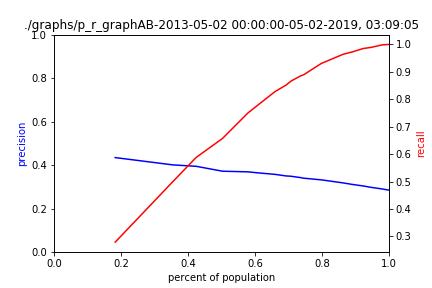 ./graphs/p_r_graphAB-2013-05-02 00:00:00-05-02-2019, 03:09:05
1.0
0.8
0.6
0.4
0.2
0.0
precision
1.0
0.9
0.8
0.7
0.6
0.5
0.4
0.3
recall
0.0 0.2 0.4 0.6 0.8 1.0
percent of population